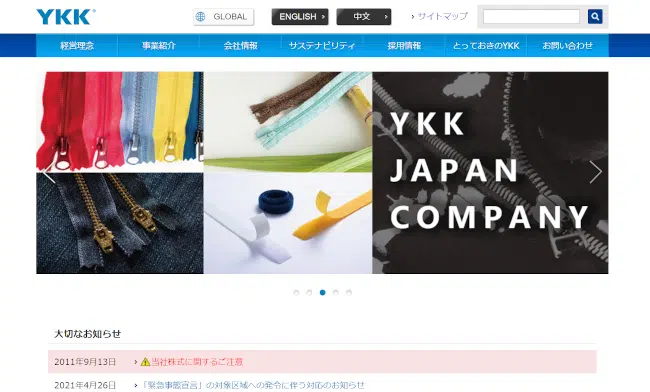 YKK®
GLOBAL
ENGLISH
中文
サイトマップ
経営理念
事業紹介
会社情報
サステナビリティ
採用情報
とっておきのYKK
お問い合わせ
YKK
JAPAN
COMPANY
大切なお知らせ
2011年9月13日 当社株式に関するご注意
2021年4月26日 「緊急事態宣言」の対象区域への発令に伴う対応のお知らせ